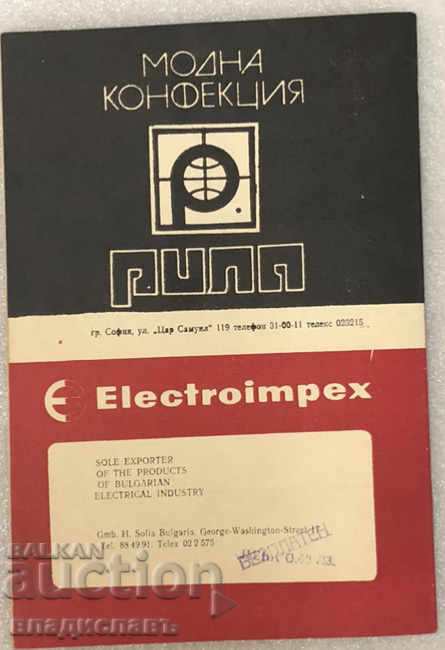 МОДНА
КОНФЕКЦИЯ
РИЛА
гр. София, ул. „Цар Самуил" 119 телефон 31-00-11 телекс 023215
Electroimpex
SOLE EXPORTER
OF THE PRODUCTS
OF BULGARIAN
ELECTRICAL INDUSTRY
Gmb. H. Sofia Bulgaria, George-Washington-Street
Tel. 88 49 91; Telex 02 2 575
БЕЗПЛАТЕН
BALKAN
auction
владиславъ